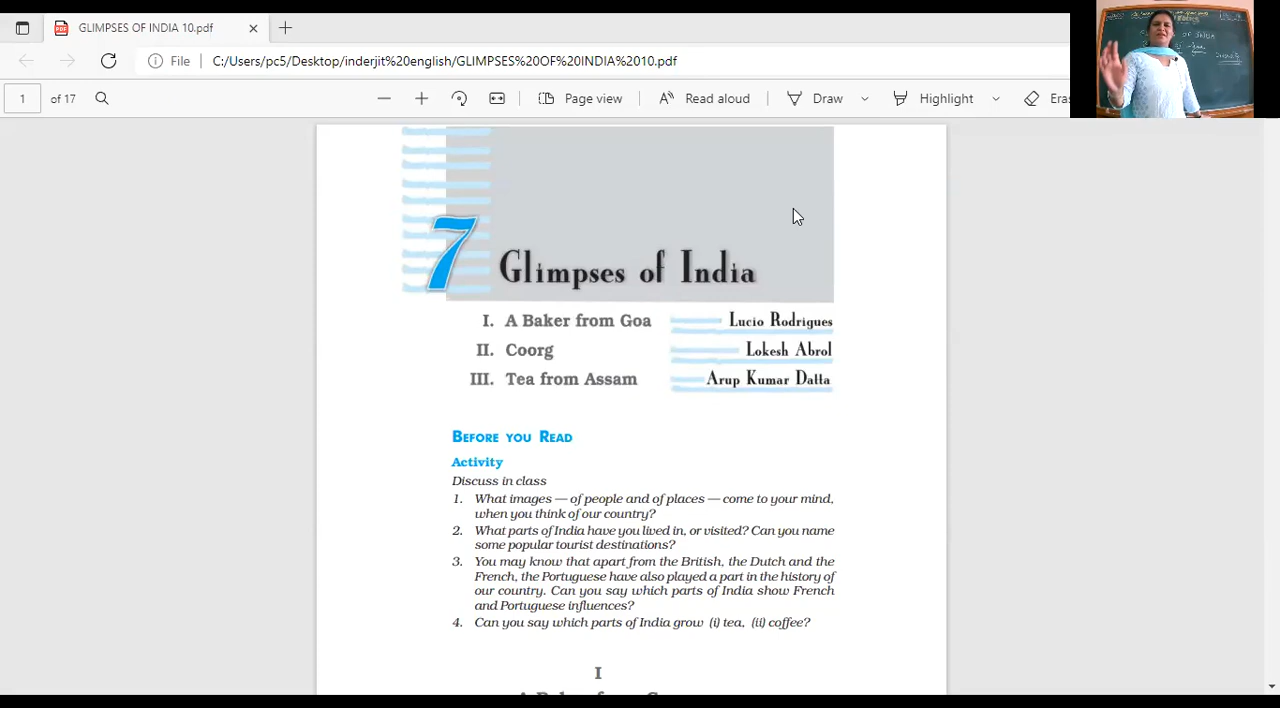 GLIMPSES OF INDIA 10.pdf
File C:/Users/pc5/Desktop/inderjit%20english/GLIMPSES%20OF%20INDIA%2010.pdf
1 of 17 Page view Read aloud Draw Highlight Eras
7 Glimpses of India
I. A Baker from Goa Lucio Rodrigues
II. Coorg Lokesh Abrol
III. Tea from Assam Arup Kumar Datta
BEFORE YOU READ
Activity
Discuss in class
1. What images — of people and of places — come to your mind,
when you think of our country?
2. What parts of India have you lived in, or visited? Can you name
some popular tourist destinations?
3. You may know that apart from the British, the Dutch and the
French, the Portuguese have also played a part in the history of
our country. Can you say which parts of India show French
and Portuguese influences?
4. Can you say which parts of India grow (i) tea, (ii) coffee?
I